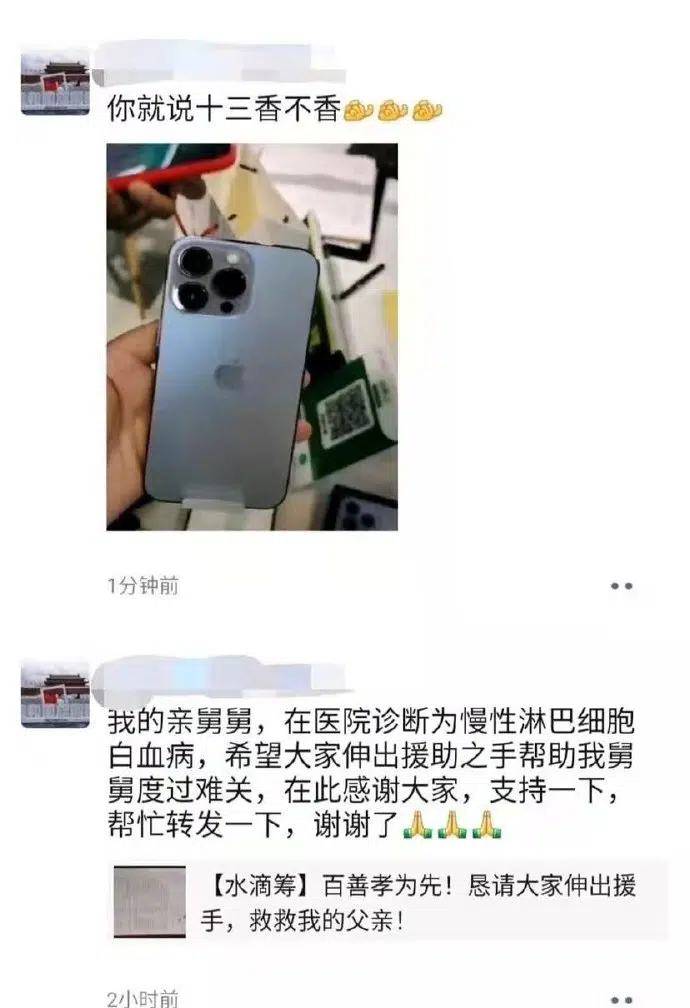 你就说十三香不香💪💪💪
1分钟前
我的亲舅舅，在医院诊断为慢性淋巴细胞
白血病，希望大家伸出援助之手帮助我舅
舅度过难关，在此感谢大家，支持一下，
帮忙转发一下，谢谢了🙏🙏🙏
【水滴筹】百善孝为先！恳请大家伸出援
手，救救我的父亲！
2小时前